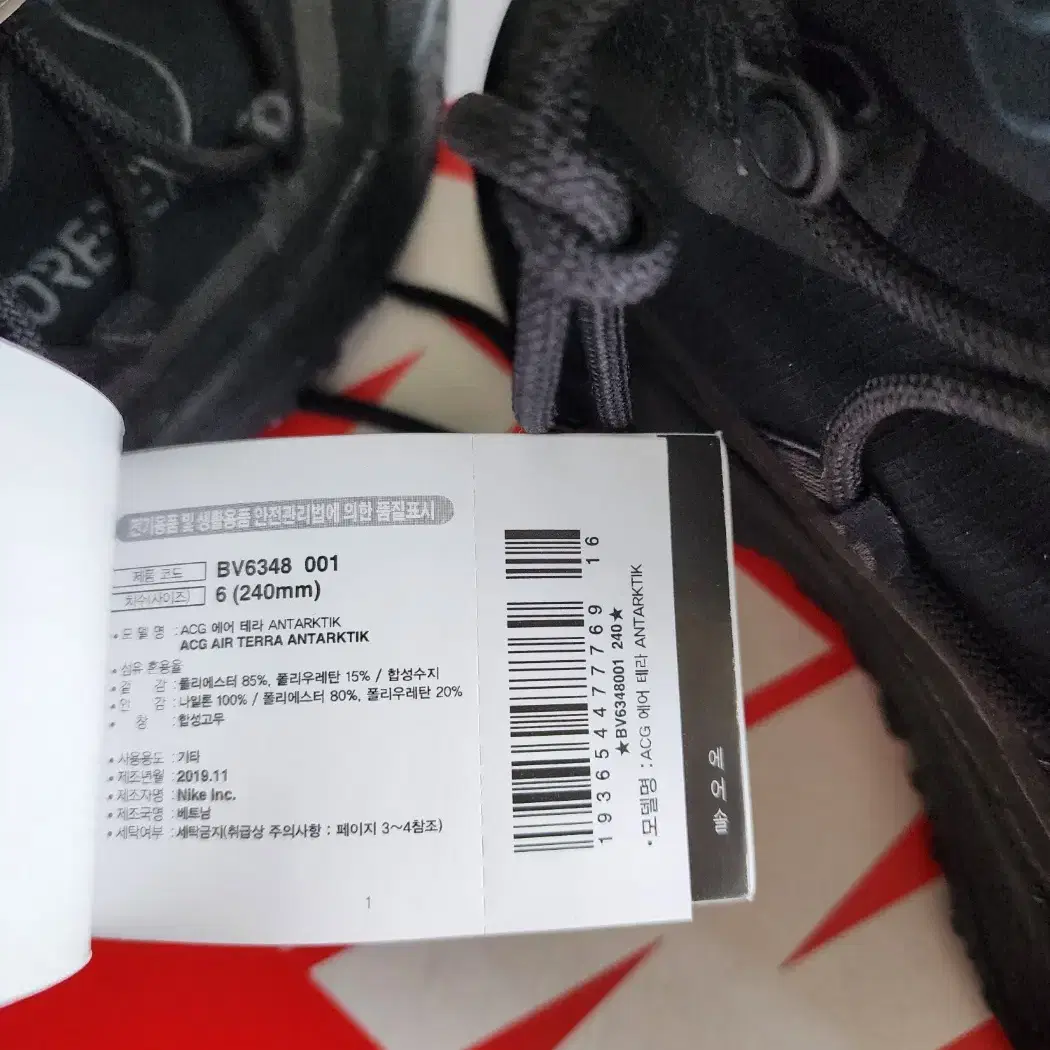 GORE-TEX
전기용품 및 생활용품 안전관리법에 의한 품질표시
제품 코드 BV6348 001
치수(사이즈) 6 (240mm)
• 모 델 명 : ACG 에어 테라 ANTARKTIK
ACG AIR TERRA ANTARKTIK
• 섬유 혼용율
• 겉 감 : 폴리에스터 85%, 폴리우레탄 15% / 합성수지
• 안 감 : 나일론 100% / 폴리에스터 80%, 폴리우레탄 20%
• 창 : 합성고무
• 사용용도 : 기타
• 제조년월 : 2019.11
• 제조자명 : Nike Inc.
• 제조국명 : 베트남
• 세탁여부 : 세탁금지(취급상 주의사항 : 페이지 3~4참조)
1
16
193654477769
★BV6348001 240★
• 모델명 : ACG 에어 테라 ANTARKTIK
에어솔